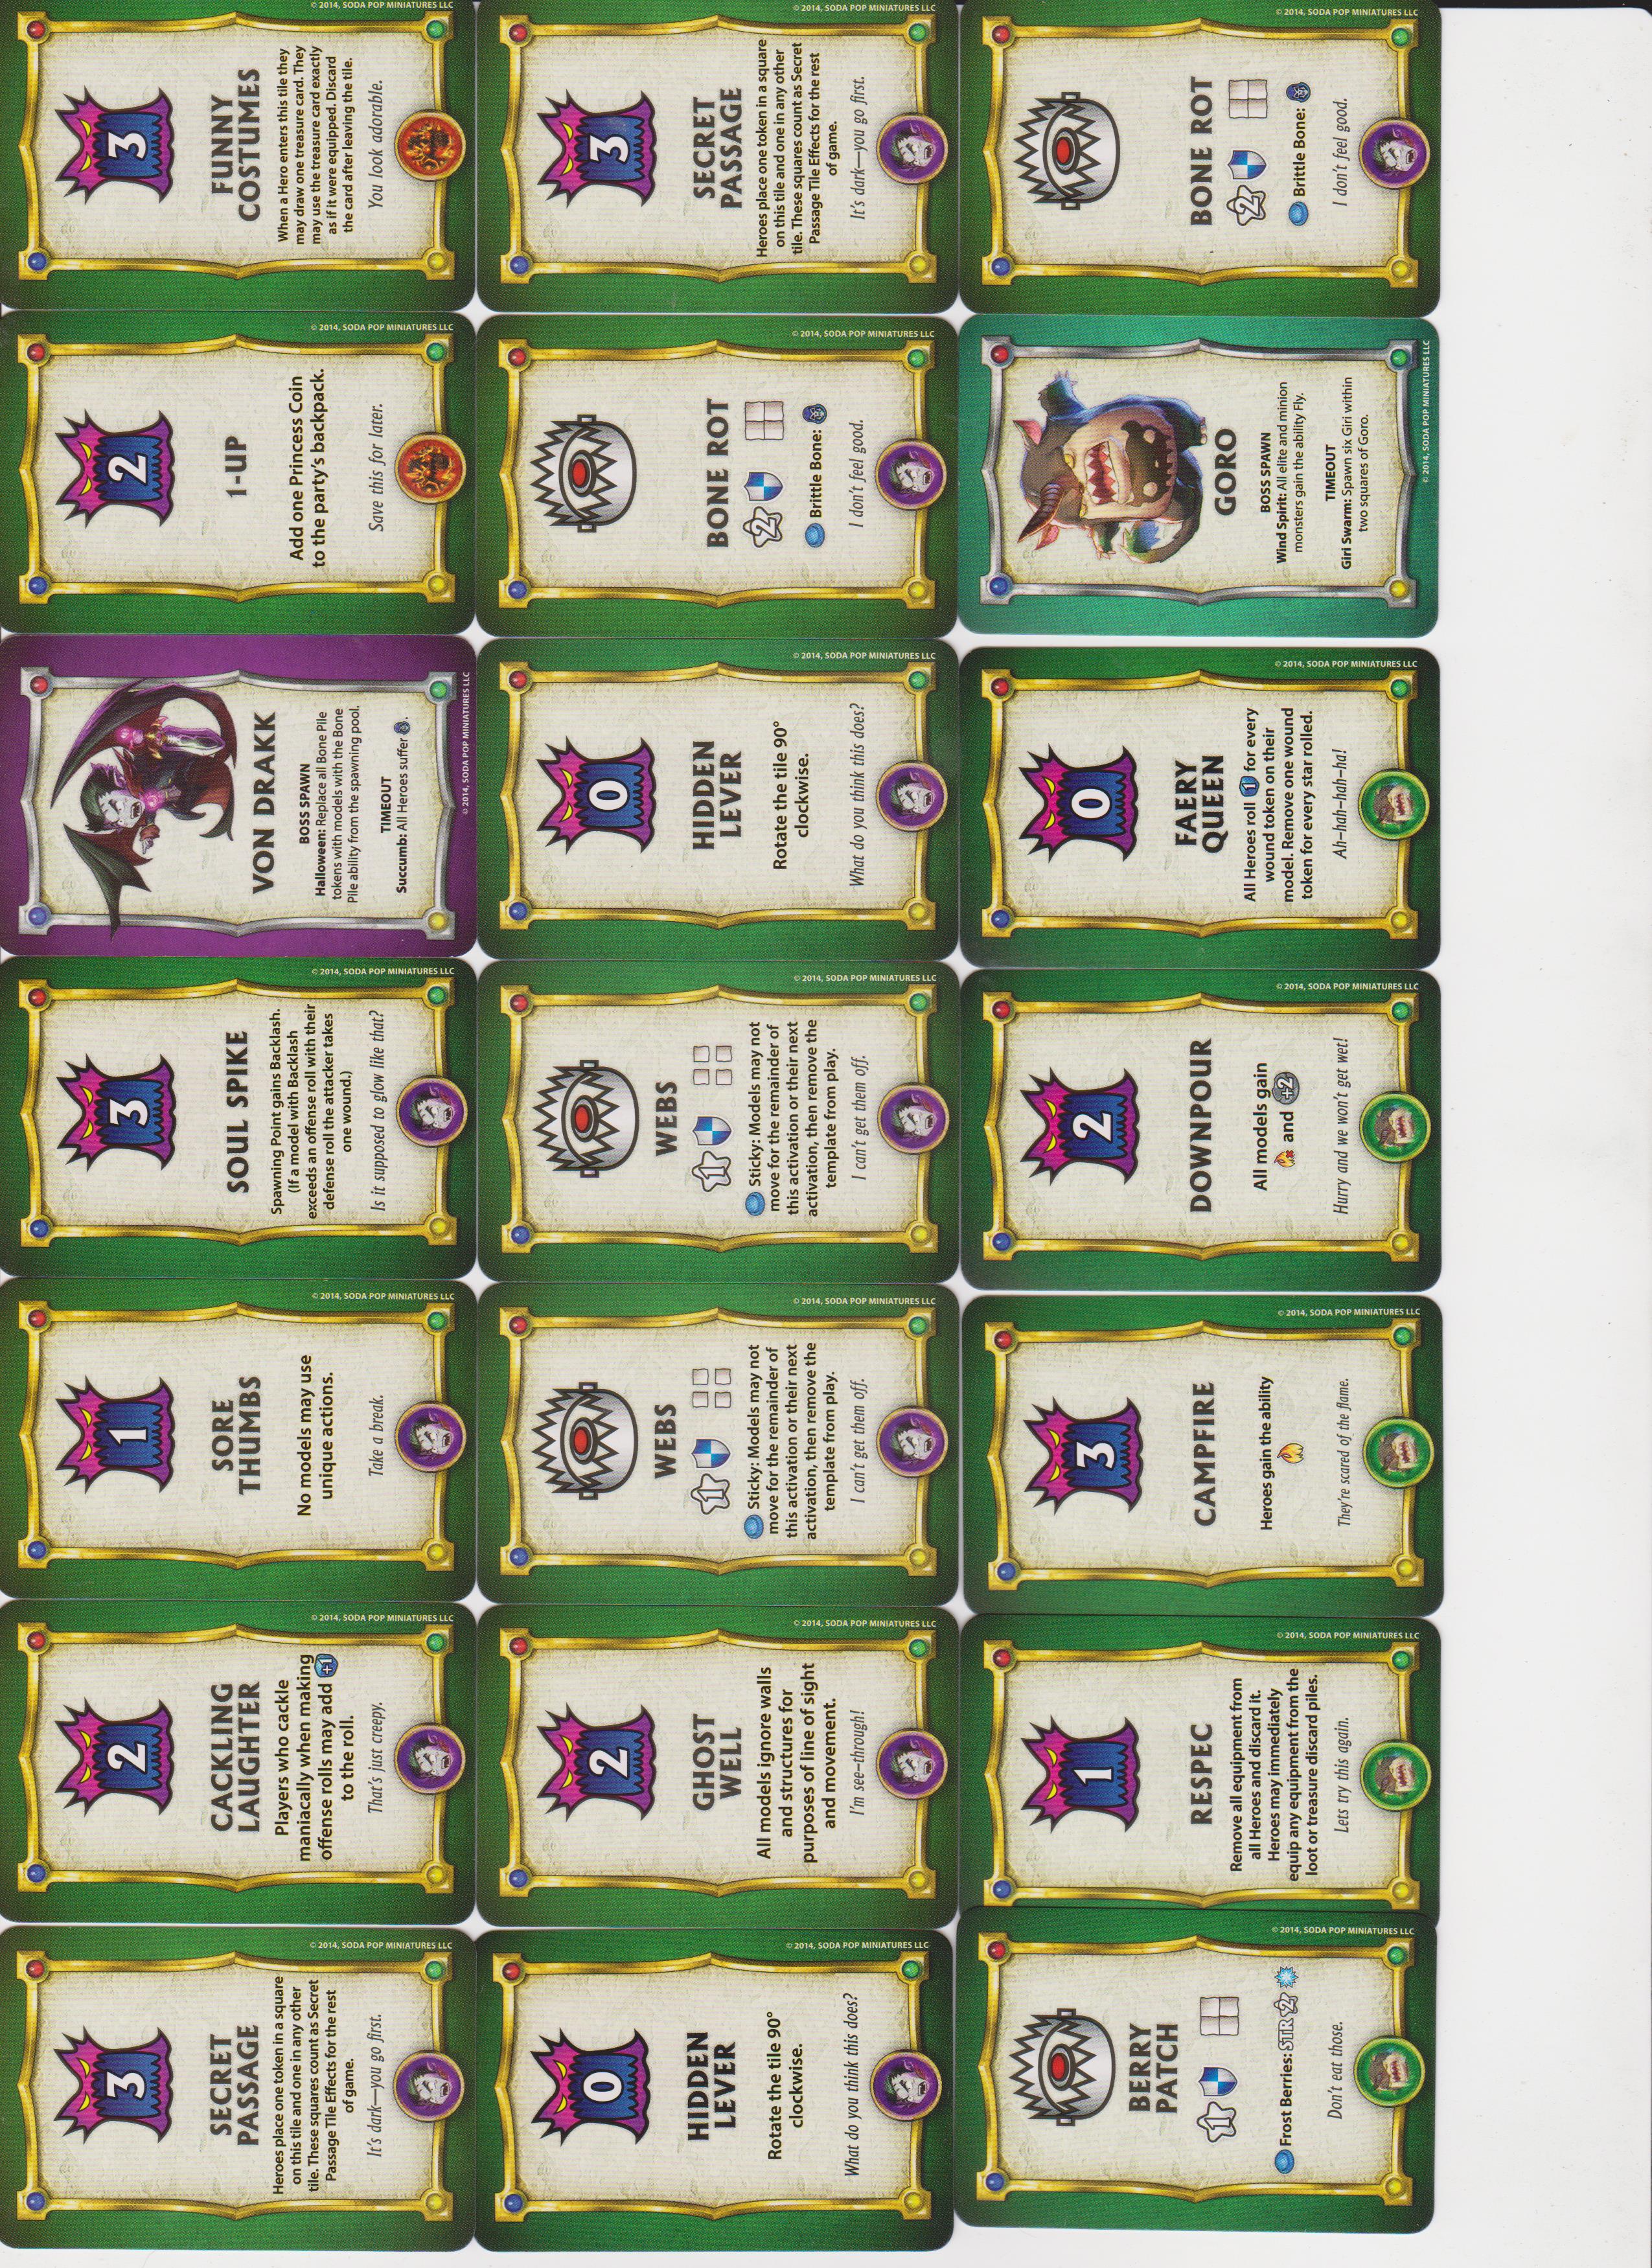 3
SECRET
PASSAGE
Heroes place one token in a square
on this tile and one in any other
tile. These squares count as Secret
Passage Tile Effects for the rest
of game.
It's dark—you go first.
© 2014, SODA POP MINIATURES LLC
2
CACKLING
LAUGHTER
Players who cackle
maniacally when making
offense rolls may add +1
to the roll.
That's just creepy.
© 2014, SODA POP MINIATURES LLC
1
SORE
THUMBS
No models may use
unique actions.
Take a break.
© 2014, SODA POP MINIATURES LLC
3
SOUL SPIKE
Spawning Point gains Backlash.
(If a model with Backlash
exceeds an offense roll with their
defense roll the attacker takes
one wound.)
Is it supposed to glow like that?
© 2014, SODA POP MINIATURES LLC
VON DRAKK
BOSS SPAWN
Halloween: Replace all Bone Pile
tokens with models with the Bone
Pile ability from the spawning pool.
TIMEOUT
Succumb: All Heroes suffer .
© 2014, SODA POP MINIATURES LLC
2
1-UP
Add one Princess Coin
to the party's backpack.
Save this for later.
© 2014, SODA POP MINIATURES LLC
3
FUNNY
COSTUMES
When a Hero enters this tile they
may draw one treasure card. They
may use the treasure card exactly
as if it were equipped. Discard
the card after leaving the tile.
You look adorable.
© 2014, SODA POP MINIATURES LLC
0
HIDDEN
LEVER
Rotate the tile 90°
clockwise.
What do you think this does?
© 2014, SODA POP MINIATURES LLC
2
GHOST
WELL
All models ignore walls
and structures for
purposes of line of sight
and movement.
I'm see-through!
© 2014, SODA POP MINIATURES LLC
WEBS
1
Sticky: Models may not
move for the remainder of
this activation or their next
activation, then remove the
template from play.
I can't get them off.
© 2014, SODA POP MINIATURES LLC
WEBS
1
Sticky: Models may not
move for the remainder of
this activation or their next
activation, then remove the
template from play.
I can't get them off.
© 2014, SODA POP MINIATURES LLC
0
HIDDEN
LEVER
Rotate the tile 90°
clockwise.
What do you think this does?
© 2014, SODA POP MINIATURES LLC
BONE ROT
2
Brittle Bone:
I don't feel good.
© 2014, SODA POP MINIATURES LLC
3
SECRET
PASSAGE
Heroes place one token in a square
on this tile and one in any other
tile. These squares count as Secret
Passage Tile Effects for the rest
of game.
It's dark—you go first.
© 2014, SODA POP MINIATURES LLC
BERRY
PATCH
1
Frost Berries: STR 2
Don't eat those.
© 2014, SODA POP MINIATURES LLC
1
RESPEC
Remove all equipment from
all Heroes and discard it.
Heroes may immediately
equip any equipment from the
loot or treasure discard piles.
Lets try this again.
© 2014, SODA POP MINIATURES LLC
3
CAMPFIRE
Heroes gain the ability
They're scared of the flame.
© 2014, SODA POP MINIATURES LLC
2
DOWNPOUR
All models gain
and +2
Hurry and we won't get wet!
© 2014, SODA POP MINIATURES LLC
0
FAERY
QUEEN
All Heroes roll 1 for every
wound token on their
model. Remove one wound
token for every star rolled.
Ah-hah-hah-ha!
© 2014, SODA POP MINIATURES LLC
GORO
BOSS SPAWN
Wind Spirit: All elite and minion
monsters gain the ability Fly.
TIMEOUT
Giri Swarm: Spawn six Giri within
two squares of Goro.
© 2014, SODA POP MINIATURES LLC
BONE ROT
2
Brittle Bone:
I don't feel good.
© 2014, SODA POP MINIATURES LLC